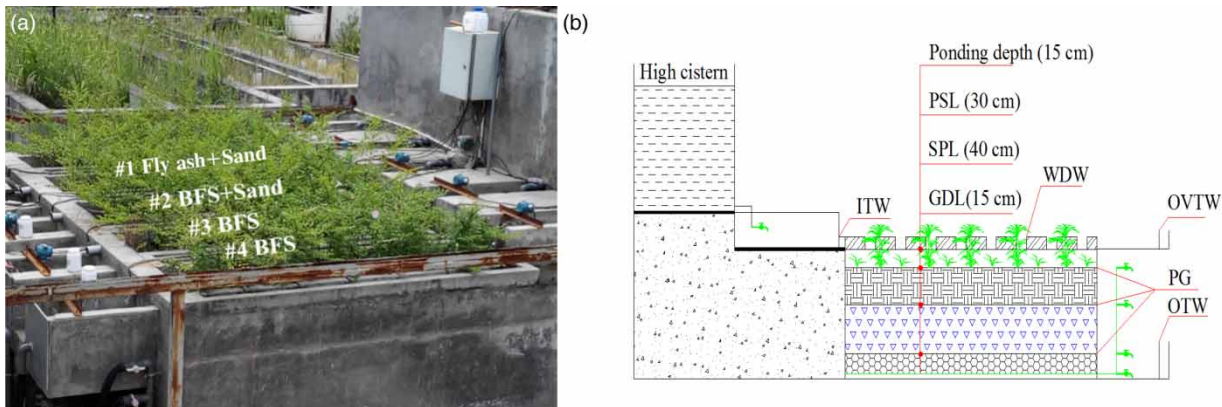 (a)
#1 Fly ash+Sand
#2 BFS+Sand
#3 BFS
#4 BFS
(b)
Ponding depth (15 cm)
High cistern
PSL (30 cm)
SPL (40 cm)
WDW
GDL(15 cm)
ITW
OVTW
PG
OTW